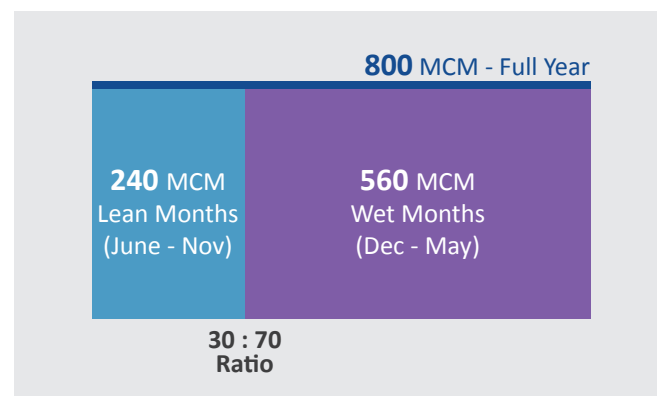 800 MCM - Full Year
240 MCM
Lean Months
(June - Nov)
560 MCM
Wet Months
(Dec - May)
30 : 70
Ratio